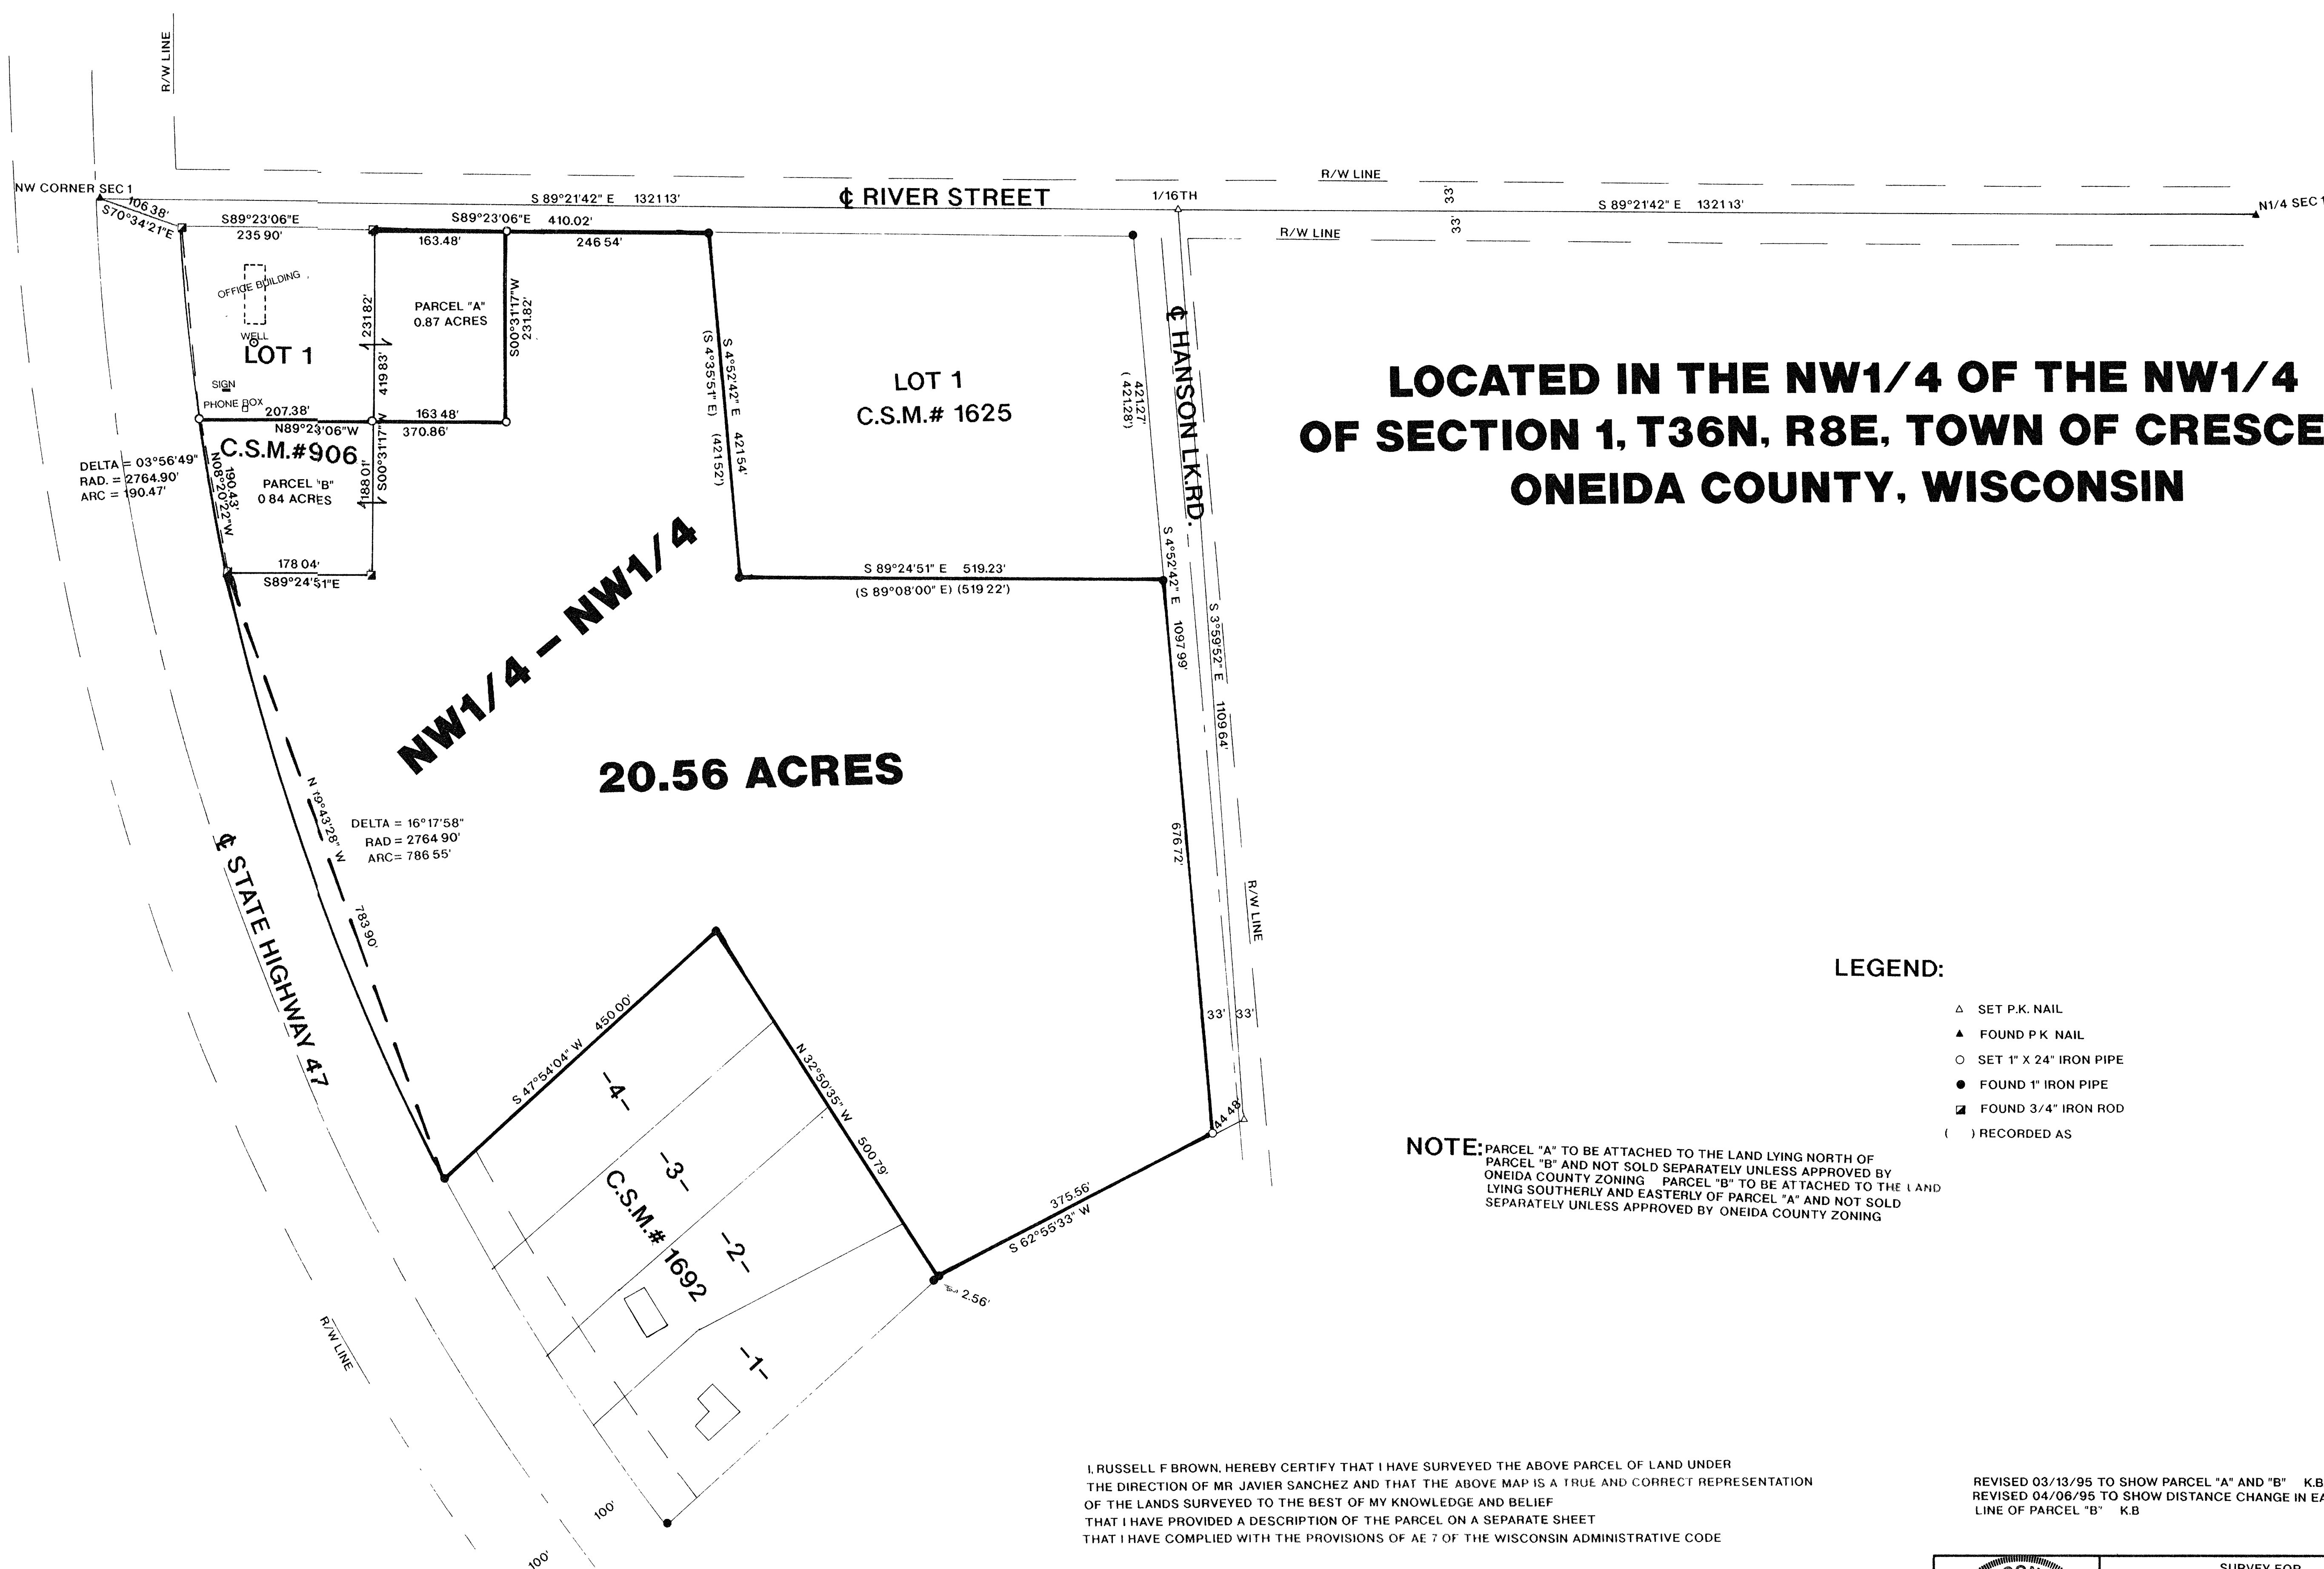 R/W LINE
NW CORNER SEC 1
106.38'
S70°34'21"E
S 89°21'42" E 1321 13'
℄ RIVER STREET
1/16TH
R/W LINE
33'
33'
S 89°21'42" E 1321 13'
N1/4 SEC 1
R/W LINE
S89°23'06"E
235 90'
S89°23'06"E 410.02'
163.48'
246 54'
OFFICE BUILDING
WELL
LOT 1
SIGN
PHONE BOX
231 82'
419 83'
PARCEL "A"
0.87 ACRES
S00°31'17"W
231.82'
207.38'
N89°23'06"W
163 48'
370.86'
C.S.M.#906
PARCEL "B"
0 84 ACRES
188 01'
S00°31'17"W
DELTA = 03°56'49"
RAD. = 2764.90'
ARC = 190.47'
190.43'
N08°20'22"W
178 04'
S89°24'51"E
S 4°52'42" E 421 54'
(S 4°35'51" E) (421 52')
LOT 1
C.S.M.# 1625
421.27'
( 421.28')
℄ HANSON LK.RD.
S 89°24'51" E 519.23'
(S 89°08'00" E) (519 22')
S 4°52'42" E 1097 99'
S 3°59'52" E 1109 64'
LOCATED IN THE NW1/4 OF THE NW1/4
OF SECTION 1, T36N, R8E, TOWN OF CRESCE
ONEIDA COUNTY, WISCONSIN
NW1/4 – NW1/4
20.56 ACRES
N 19°43'28" W
783 90'
DELTA = 16°17'58"
RAD = 2764 90'
ARC= 786 55'
676 72'
R/W LINE
℄ STATE HIGHWAY 47
S 47°54'04" W 450 00'
N 32°50'35" W 500 79'
33' 33'
44 48'
375.56'
S 62°55'33" W
2.56'
-4-
-3-
-2-
-1-
C.S.M.# 1692
R/W LINE
100'
100'
LEGEND:
△ SET P.K. NAIL
▲ FOUND P K NAIL
○ SET 1" X 24" IRON PIPE
● FOUND 1" IRON PIPE
FOUND 3/4" IRON ROD
( ) RECORDED AS
NOTE: PARCEL "A" TO BE ATTACHED TO THE LAND LYING NORTH OF
PARCEL "B" AND NOT SOLD SEPARATELY UNLESS APPROVED BY
ONEIDA COUNTY ZONING PARCEL "B" TO BE ATTACHED TO THE LAND
LYING SOUTHERLY AND EASTERLY OF PARCEL "A" AND NOT SOLD
SEPARATELY UNLESS APPROVED BY ONEIDA COUNTY ZONING
I, RUSSELL F BROWN, HEREBY CERTIFY THAT I HAVE SURVEYED THE ABOVE PARCEL OF LAND UNDER
THE DIRECTION OF MR JAVIER SANCHEZ AND THAT THE ABOVE MAP IS A TRUE AND CORRECT REPRESENTATION
OF THE LANDS SURVEYED TO THE BEST OF MY KNOWLEDGE AND BELIEF
THAT I HAVE PROVIDED A DESCRIPTION OF THE PARCEL ON A SEPARATE SHEET
THAT I HAVE COMPLIED WITH THE PROVISIONS OF AE 7 OF THE WISCONSIN ADMINISTRATIVE CODE
REVISED 03/13/95 TO SHOW PARCEL "A" AND "B" K.B
REVISED 04/06/95 TO SHOW DISTANCE CHANGE IN EA
LINE OF PARCEL "B" K.B
SURVEY FOR